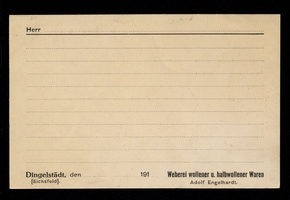 Herr
Dingelstädt, den 191
[Eichsfeld].
Weberei wollener u. halbwollener Waren
Adolf Engelhardt.